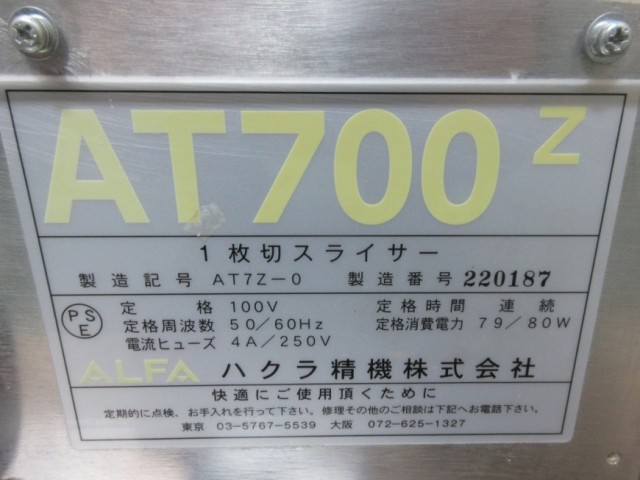 AT700 Z
1枚切スライサー
製造記号 AT7Z-0 製造番号 220187
PSE
定格 100V 定格時間 連続
定格周波数 50/60Hz 定格消費電力 79/80W
電流ヒューズ 4A/250V
ALFA ハクラ精機株式会社
快適にご使用頂くために
定期的に点検、お手入れを行って下さい。修理その他のご相談は下記へお電話下さい。
東京 03-5767-5539 大阪 072-625-1327